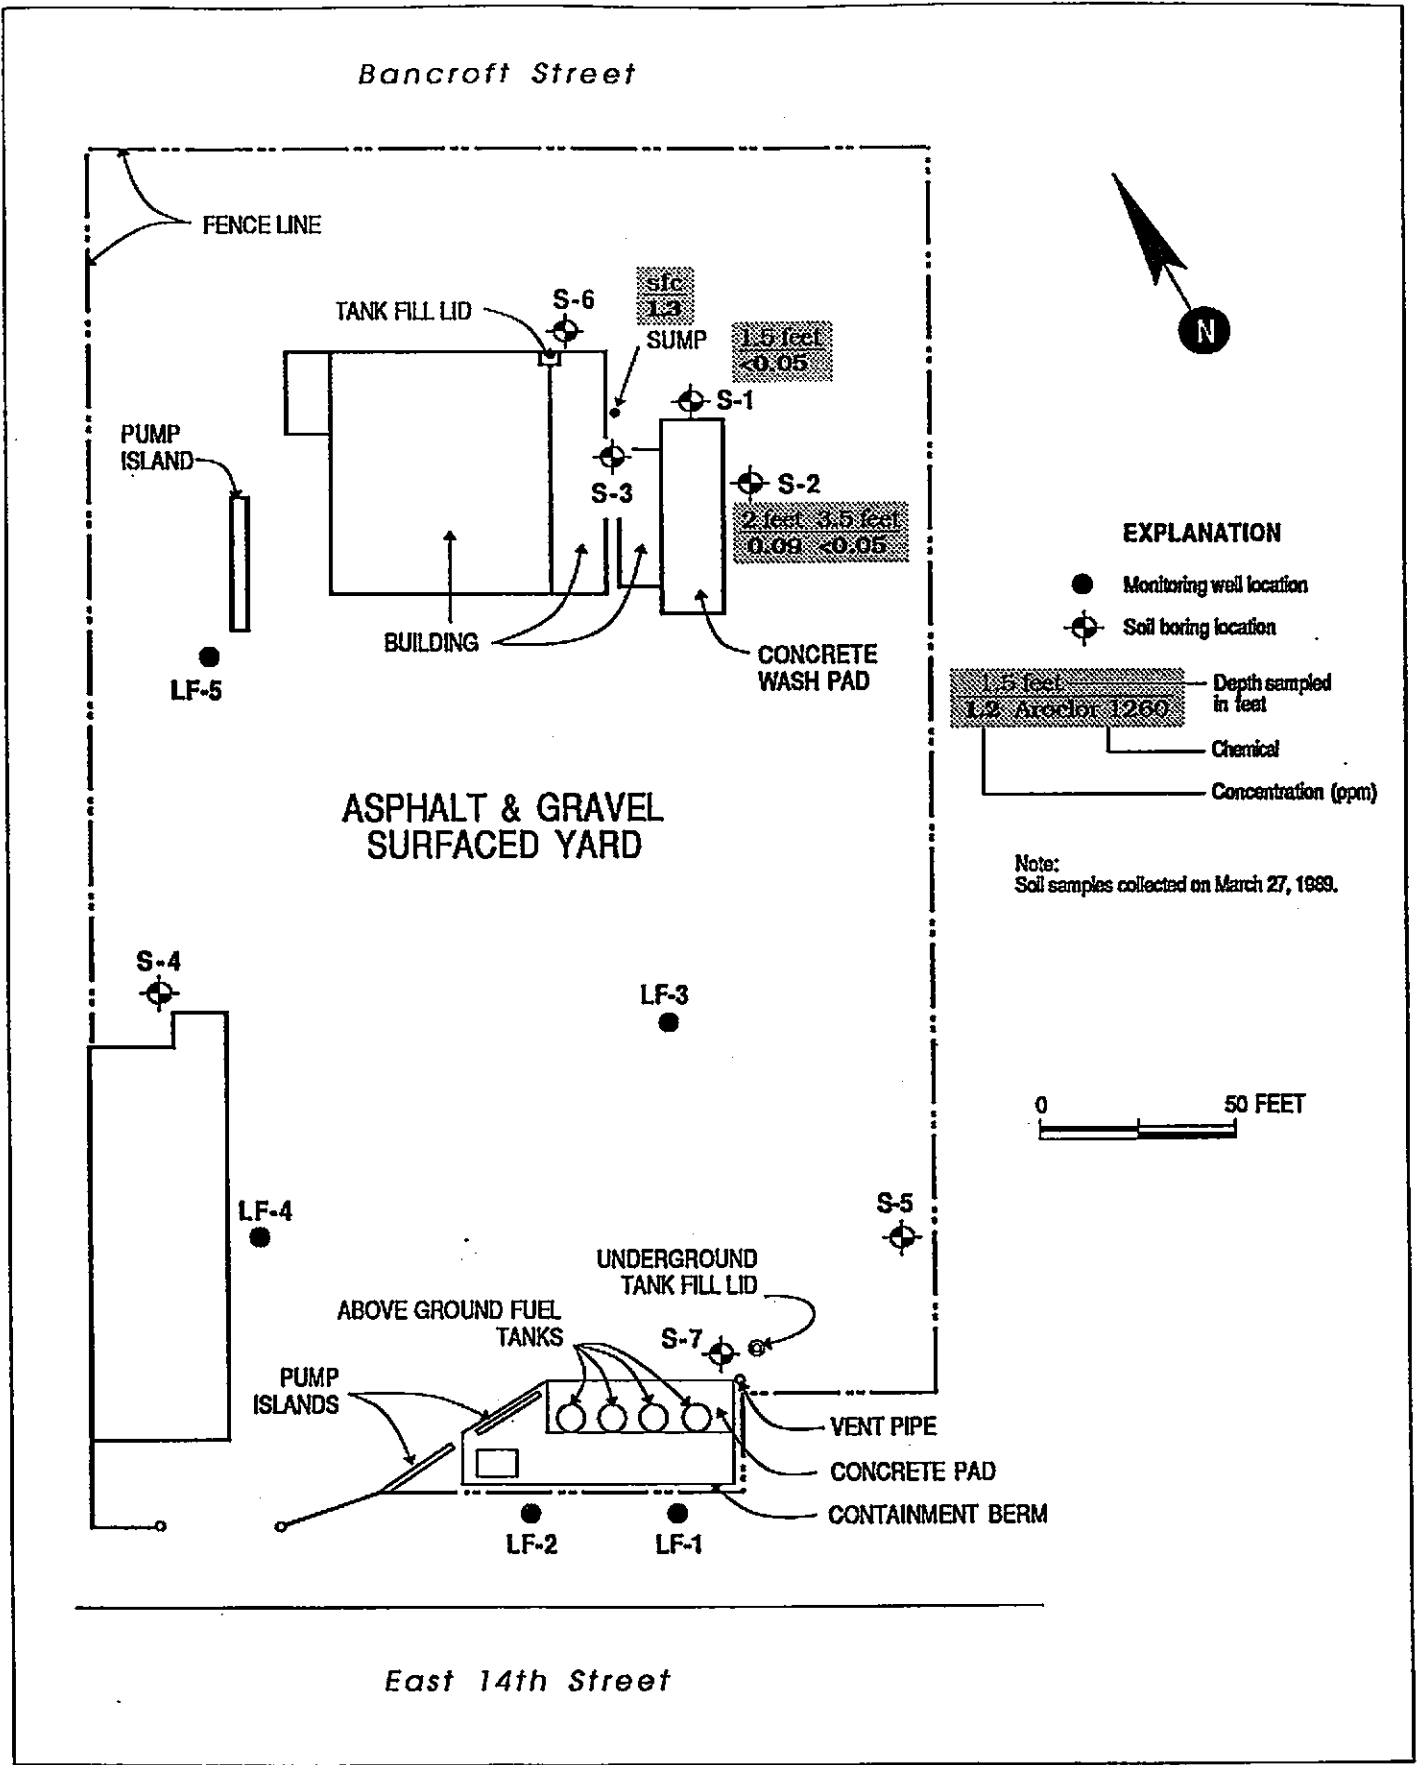 Bancroft Street
FENCE LINE
TANK FILL LID
S-6
sfc
1.3
SUMP
1.5 feet
<0.05
S-1
PUMP
ISLAND
S-3
S-2
2 feet 3.5 feet
0.09 <0.05
N
BUILDING
CONCRETE
WASH PAD
LF-5
EXPLANATION
Monitoring well location
Soil boring location
1.5 feet
1.2 Aroclor 1260
Depth sampled
in feet
Chemical
Concentration (ppm)
ASPHALT & GRAVEL
SURFACED YARD
Note:
Soil samples collected on March 27, 1989.
S-4
LF-3
0 50 FEET
LF-4
S-5
UNDERGROUND
TANK FILL LID
ABOVE GROUND FUEL
TANKS
S-7
PUMP
ISLANDS
VENT PIPE
CONCRETE PAD
CONTAINMENT BERM
LF-2
LF-1
East 14th Street